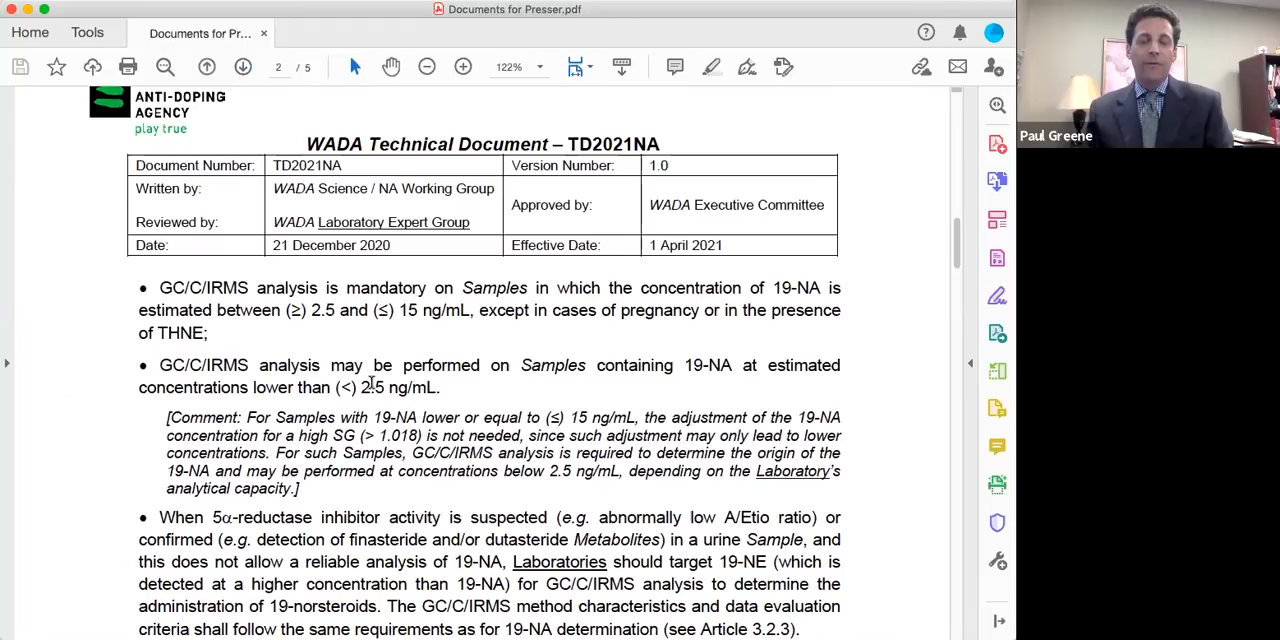 Documents for Presser.pdf
Home Tools Documents for Pr... ×
2 / 5 122%
Paul Greene
ANTI-DOPING
AGENCY
play true
WADA Technical Document – TD2021NA
Document Number: TD2021NA Version Number: 1.0
Written by: WADA Science / NA Working Group
Approved by: WADA Executive Committee
Reviewed by: WADA Laboratory Expert Group
Date: 21 December 2020 Effective Date: 1 April 2021
• GC/C/IRMS analysis is mandatory on Samples in which the concentration of 19-NA is
estimated between (≥) 2.5 and (≤) 15 ng/mL, except in cases of pregnancy or in the presence
of THNE;
• GC/C/IRMS analysis may be performed on Samples containing 19-NA at estimated
concentrations lower than (<) 2.5 ng/mL.
[Comment: For Samples with 19-NA lower or equal to (≤) 15 ng/mL, the adjustment of the 19-NA
concentration for a high SG (> 1.018) is not needed, since such adjustment may only lead to lower
concentrations. For such Samples, GC/C/IRMS analysis is required to determine the origin of the
19-NA and may be performed at concentrations below 2.5 ng/mL, depending on the Laboratory's
analytical capacity.]
• When 5α-reductase inhibitor activity is suspected (e.g. abnormally low A/Etio ratio) or
confirmed (e.g. detection of finasteride and/or dutasteride Metabolites) in a urine Sample, and
this does not allow a reliable analysis of 19-NA, Laboratories should target 19-NE (which is
detected at a higher concentration than 19-NA) for GC/C/IRMS analysis to determine the
administration of 19-norsteroids. The GC/C/IRMS method characteristics and data evaluation
criteria shall follow the same requirements as for 19-NA determination (see Article 3.2.3).